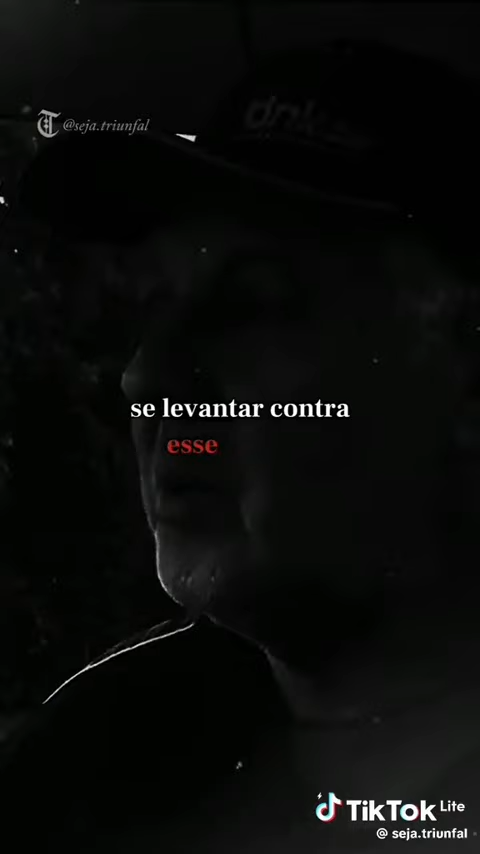 @seja.triunfal
se levantar contra
esse
TikTok Lite
@ seja.triunfal